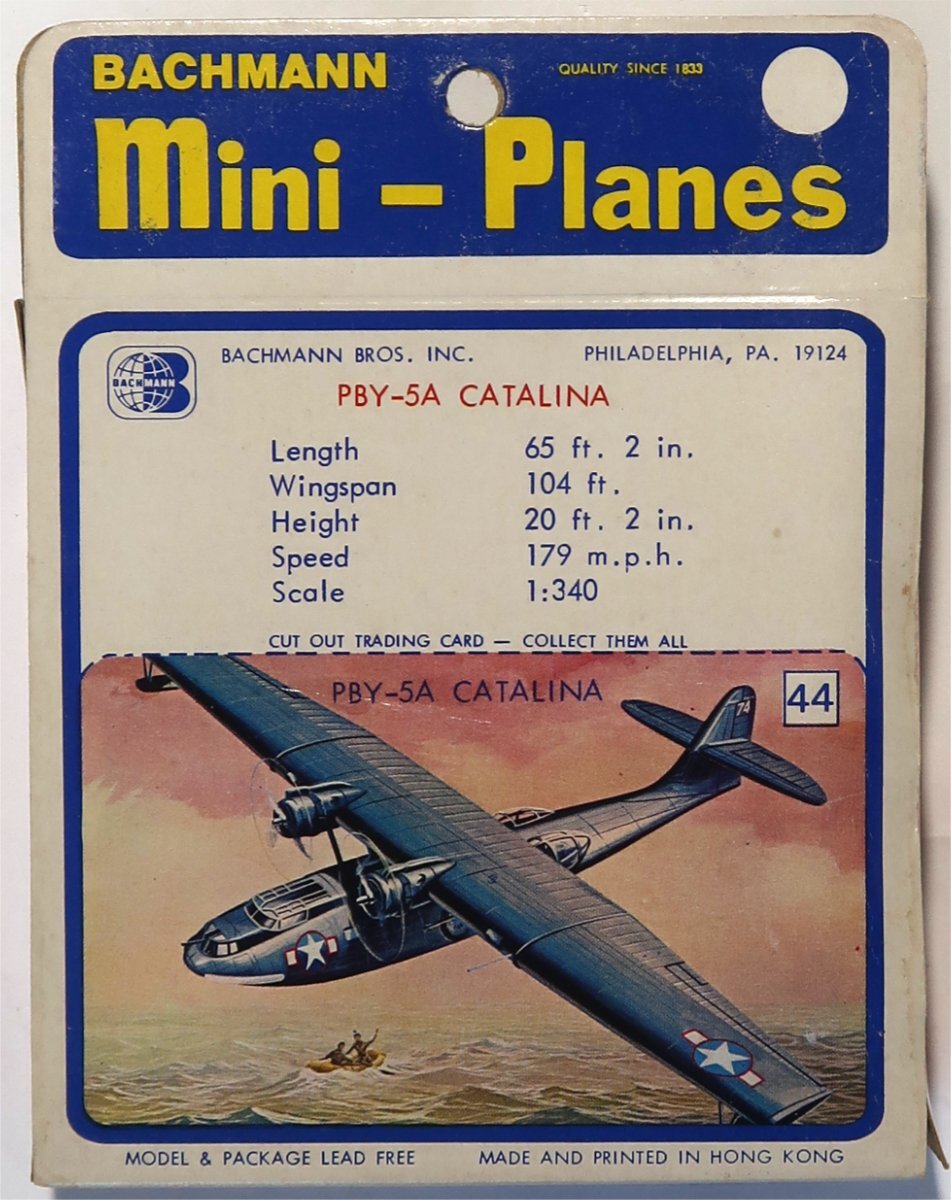 BACHMANN
QUALITY SINCE 1833
Mini - Planes
BACHMANN
BACHMANN BROS. INC. PHILADELPHIA, PA. 19124
PBY-5A CATALINA
Length 65 ft. 2 in.
Wingspan 104 ft.
Height 20 ft. 2 in.
Speed 179 m.p.h.
Scale 1:340
CUT OUT TRADING CARD — COLLECT THEM ALL
PBY-5A CATALINA
44
74
MODEL & PACKAGE LEAD FREE MADE AND PRINTED IN HONG KONG